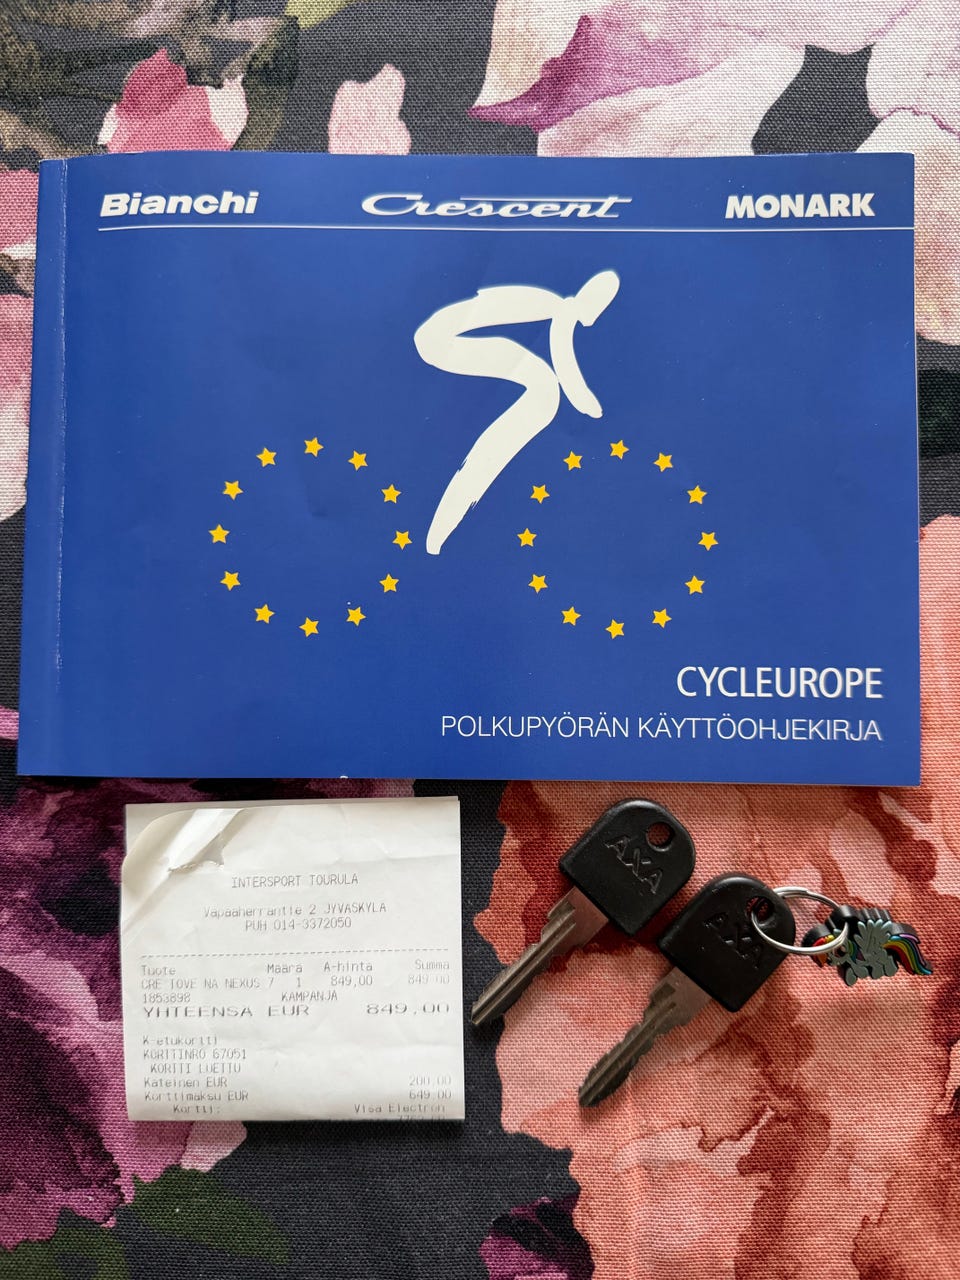 Bianchi Crescent MONARK
CYCLEUROPE
POLKUPYÖRÄN KÄYTTÖOHJEKIRJA
INTERSPORT TOURULA
Vapaaherrantie 2 JYVASKYLA
PUH 014-3372050
Tuote Määrä A-hinta Summa
CRE TOVE NA NEXUS 7 1 849,00 849,00
1853898 KAMPANJA
YHTEENSA EUR 849,00
K-etukortti
KORTTINRO 67051
KORTTI LUETTU
Kateinen EUR 200,00
Korttimaksu EUR 649,00
Kortti: Visa Electron
AXA
AXA